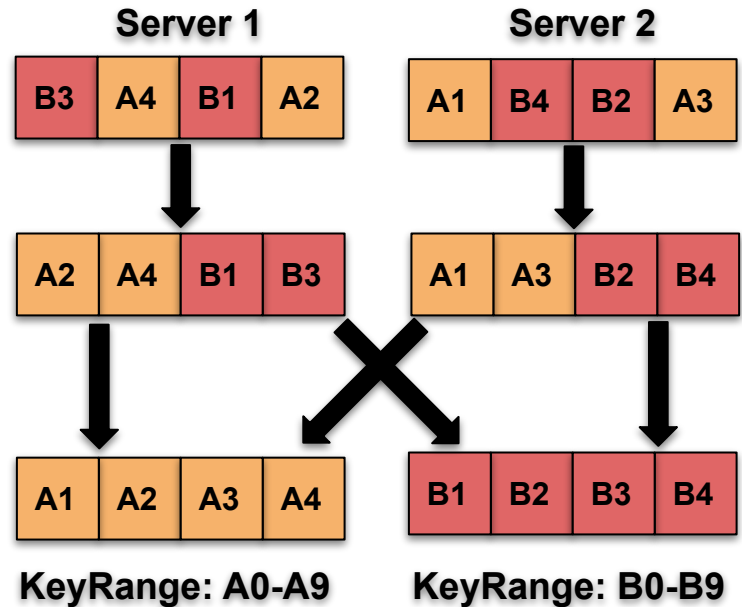 Server 1 Server 2
B3 A4 B1 A2 A1 B4 B2 A3
A2 A4 B1 B3 A1 A3 B2 B4
A1 A2 A3 A4 B1 B2 B3 B4
KeyRange: A0-A9 KeyRange: B0-B9